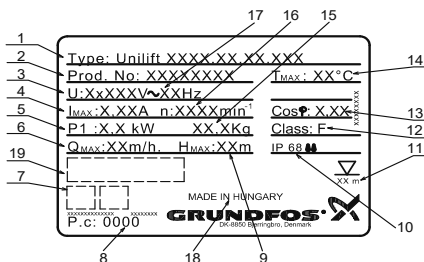 17 16 15
1 Type: Unilift XXXX.XX.XX.XXX
2 Prod. No: XXXXXXXX TMAX: XX°C 14
3 U:XxXXXV~XXHz
4 IMAX:X.XXA n:XXXXmin-1 Cosφ: X.XX 13
XXXXXXXX
5 P1 :X,X kW XX.XKg Class: F 12
6 QMAX:XXm/h. HMAX:XXm IP 68 11
19 XX m
7
MADE IN HUNGARY
XXXXXXXXXXXXXX XXXXXXXX
P.c: 0000 GRUNDFOS
DK-8850 Bjerringbro, Denmark
8 18 9 10